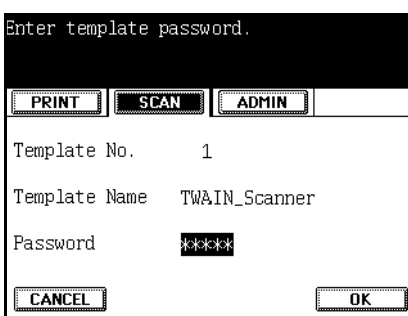 Enter template password.
PRINT SCAN ADMIN
Template No. 1
Template Name TWAIN_Scanner
Password *****
CANCEL OK